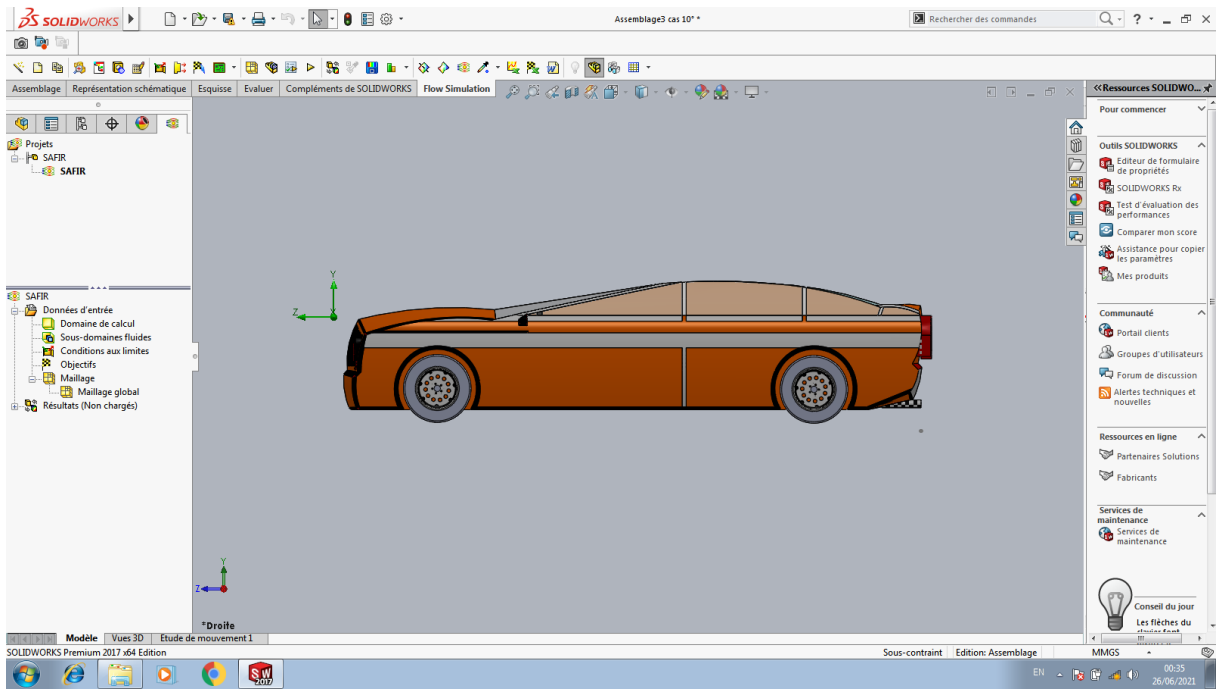 SOLIDWORKS
Assemblage3 cas 10° *
Rechercher des commandes
Assemblage
Représentation schématique
Esquisse
Evaluer
Compléments de SOLIDWORKS
Flow Simulation
Ressources SOLIDWO...
Pour commencer
Projets
SAFIR
SAFIR
Outils SOLIDWORKS
Editeur de formulaire
de propriétés
SOLIDWORKS Rx
Test d'évaluation des
performances
Comparer mon score
Assistance pour copier
les paramètres
Mes produits
SAFIR
Données d'entrée
Domaine de calcul
Sous-domaines fluides
Conditions aux limites
Objectifs
Maillage
Maillage global
Résultats (Non chargés)
Y
Z
Communauté
Portail clients
Groupes d'utilisateurs
Forum de discussion
Alertes techniques et
nouvelles
Ressources en ligne
Partenaires Solutions
Fabricants
Services de
maintenance
Services de
maintenance
Conseil du jour
Les flèches du
Y
Z
*Droite
Modèle
Vues 3D
Etude de mouvement 1
SOLIDWORKS Premium 2017 x64 Edition
Sous-contraint
Edition: Assemblage
MMGS
SW
2017
EN
00:35
26/06/2021